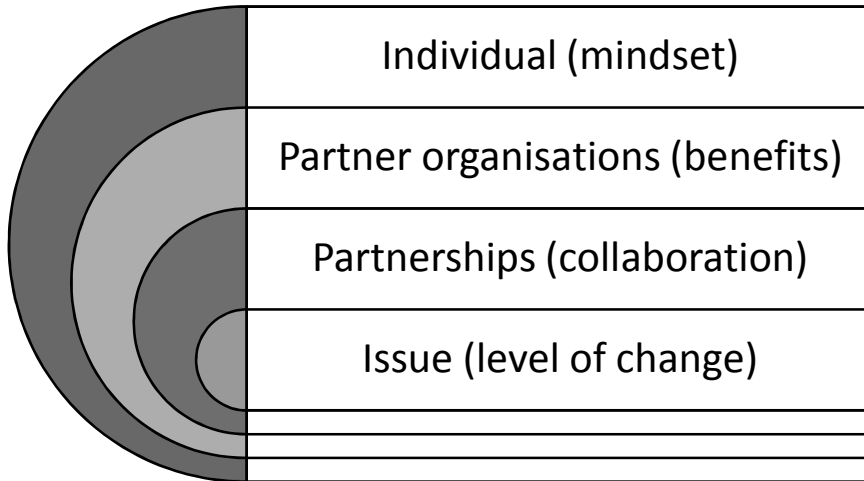 Individual (mindset)
Partner organisations (benefits)
Partnerships (collaboration)
Issue (level of change)